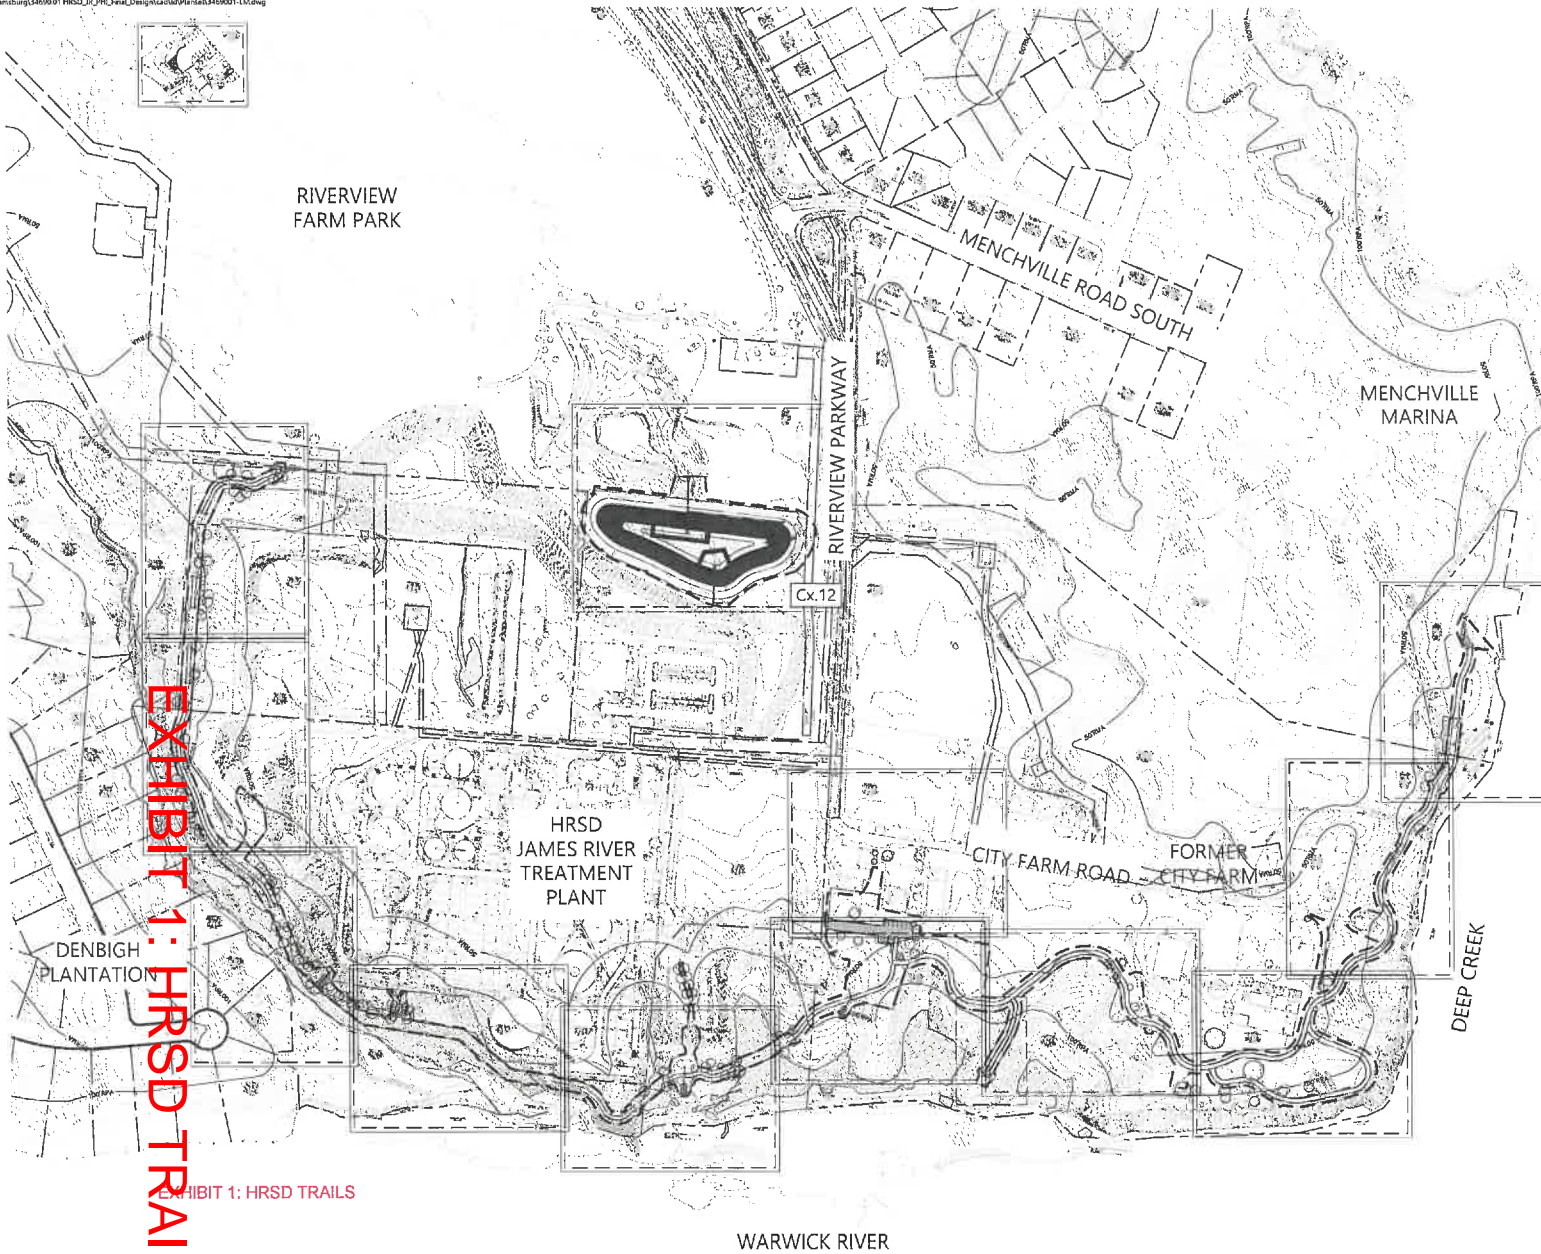 RIVERVIEW
FARM PARK
MENCHVILLE ROAD SOUTH
MENCHVILLE
MARINA
RIVERVIEW PARKWAY
Cx.12
HRSD
JAMES RIVER
TREATMENT
PLANT
CITY FARM ROAD
FORMER
CITY FARM
DENBIGH
PLANTATION
DEEP CREEK
EXHIBIT 1: HRSD TRAI
EXHIBIT 1: HRSD TRAILS
WARWICK RIVER